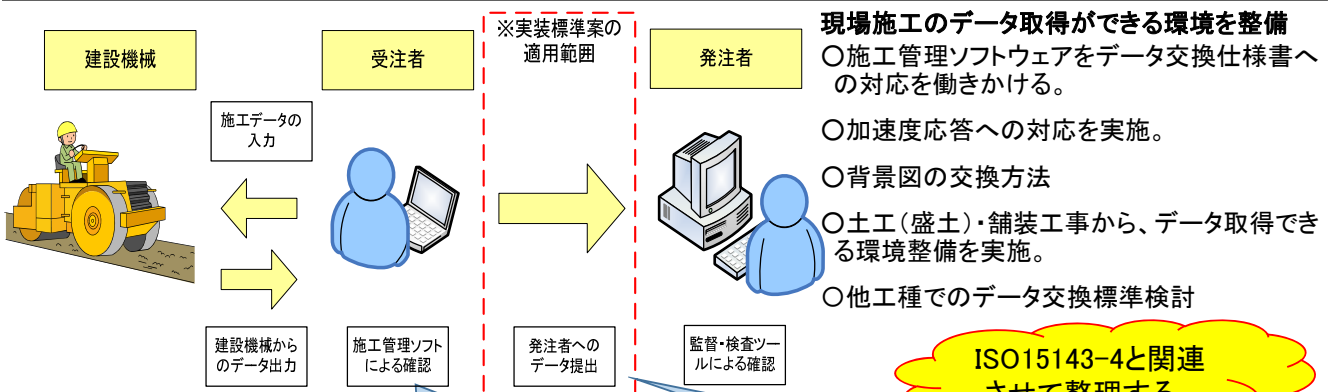 ※実装標準案の
適用範囲
建設機械
受注者
発注者
施工データの
入力
建設機械から
のデータ出力
施工管理ソフト
による確認
発注者への
データ提出
監督・検査ツー
ルによる確認
現場施工のデータ取得ができる環境を整備
○施工管理ソフトウェアをデータ交換仕様書へ
の対応を働きかける。
○加速度応答への対応を実施。
○背景図の交換方法
○土工(盛土)・舗装工事から、データ取得でき
る環境整備を実施。
○他工種でのデータ交換標準検討
ISO15143-4と関連
させて整理する